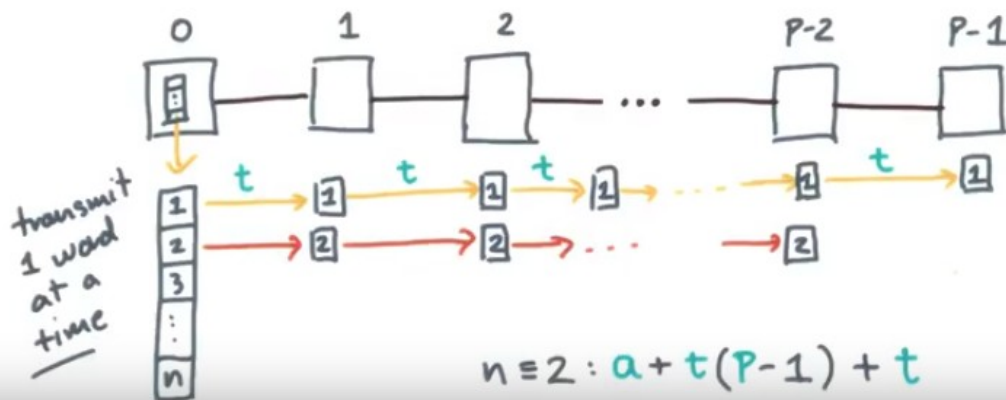 0 1 2 P-2 P-1
...
t t t t
1 1 1 1 1 1
2 2 2 2
3
⋮
n
transmit
1 word
at a
time
n≡2: a+t(P-1)+t